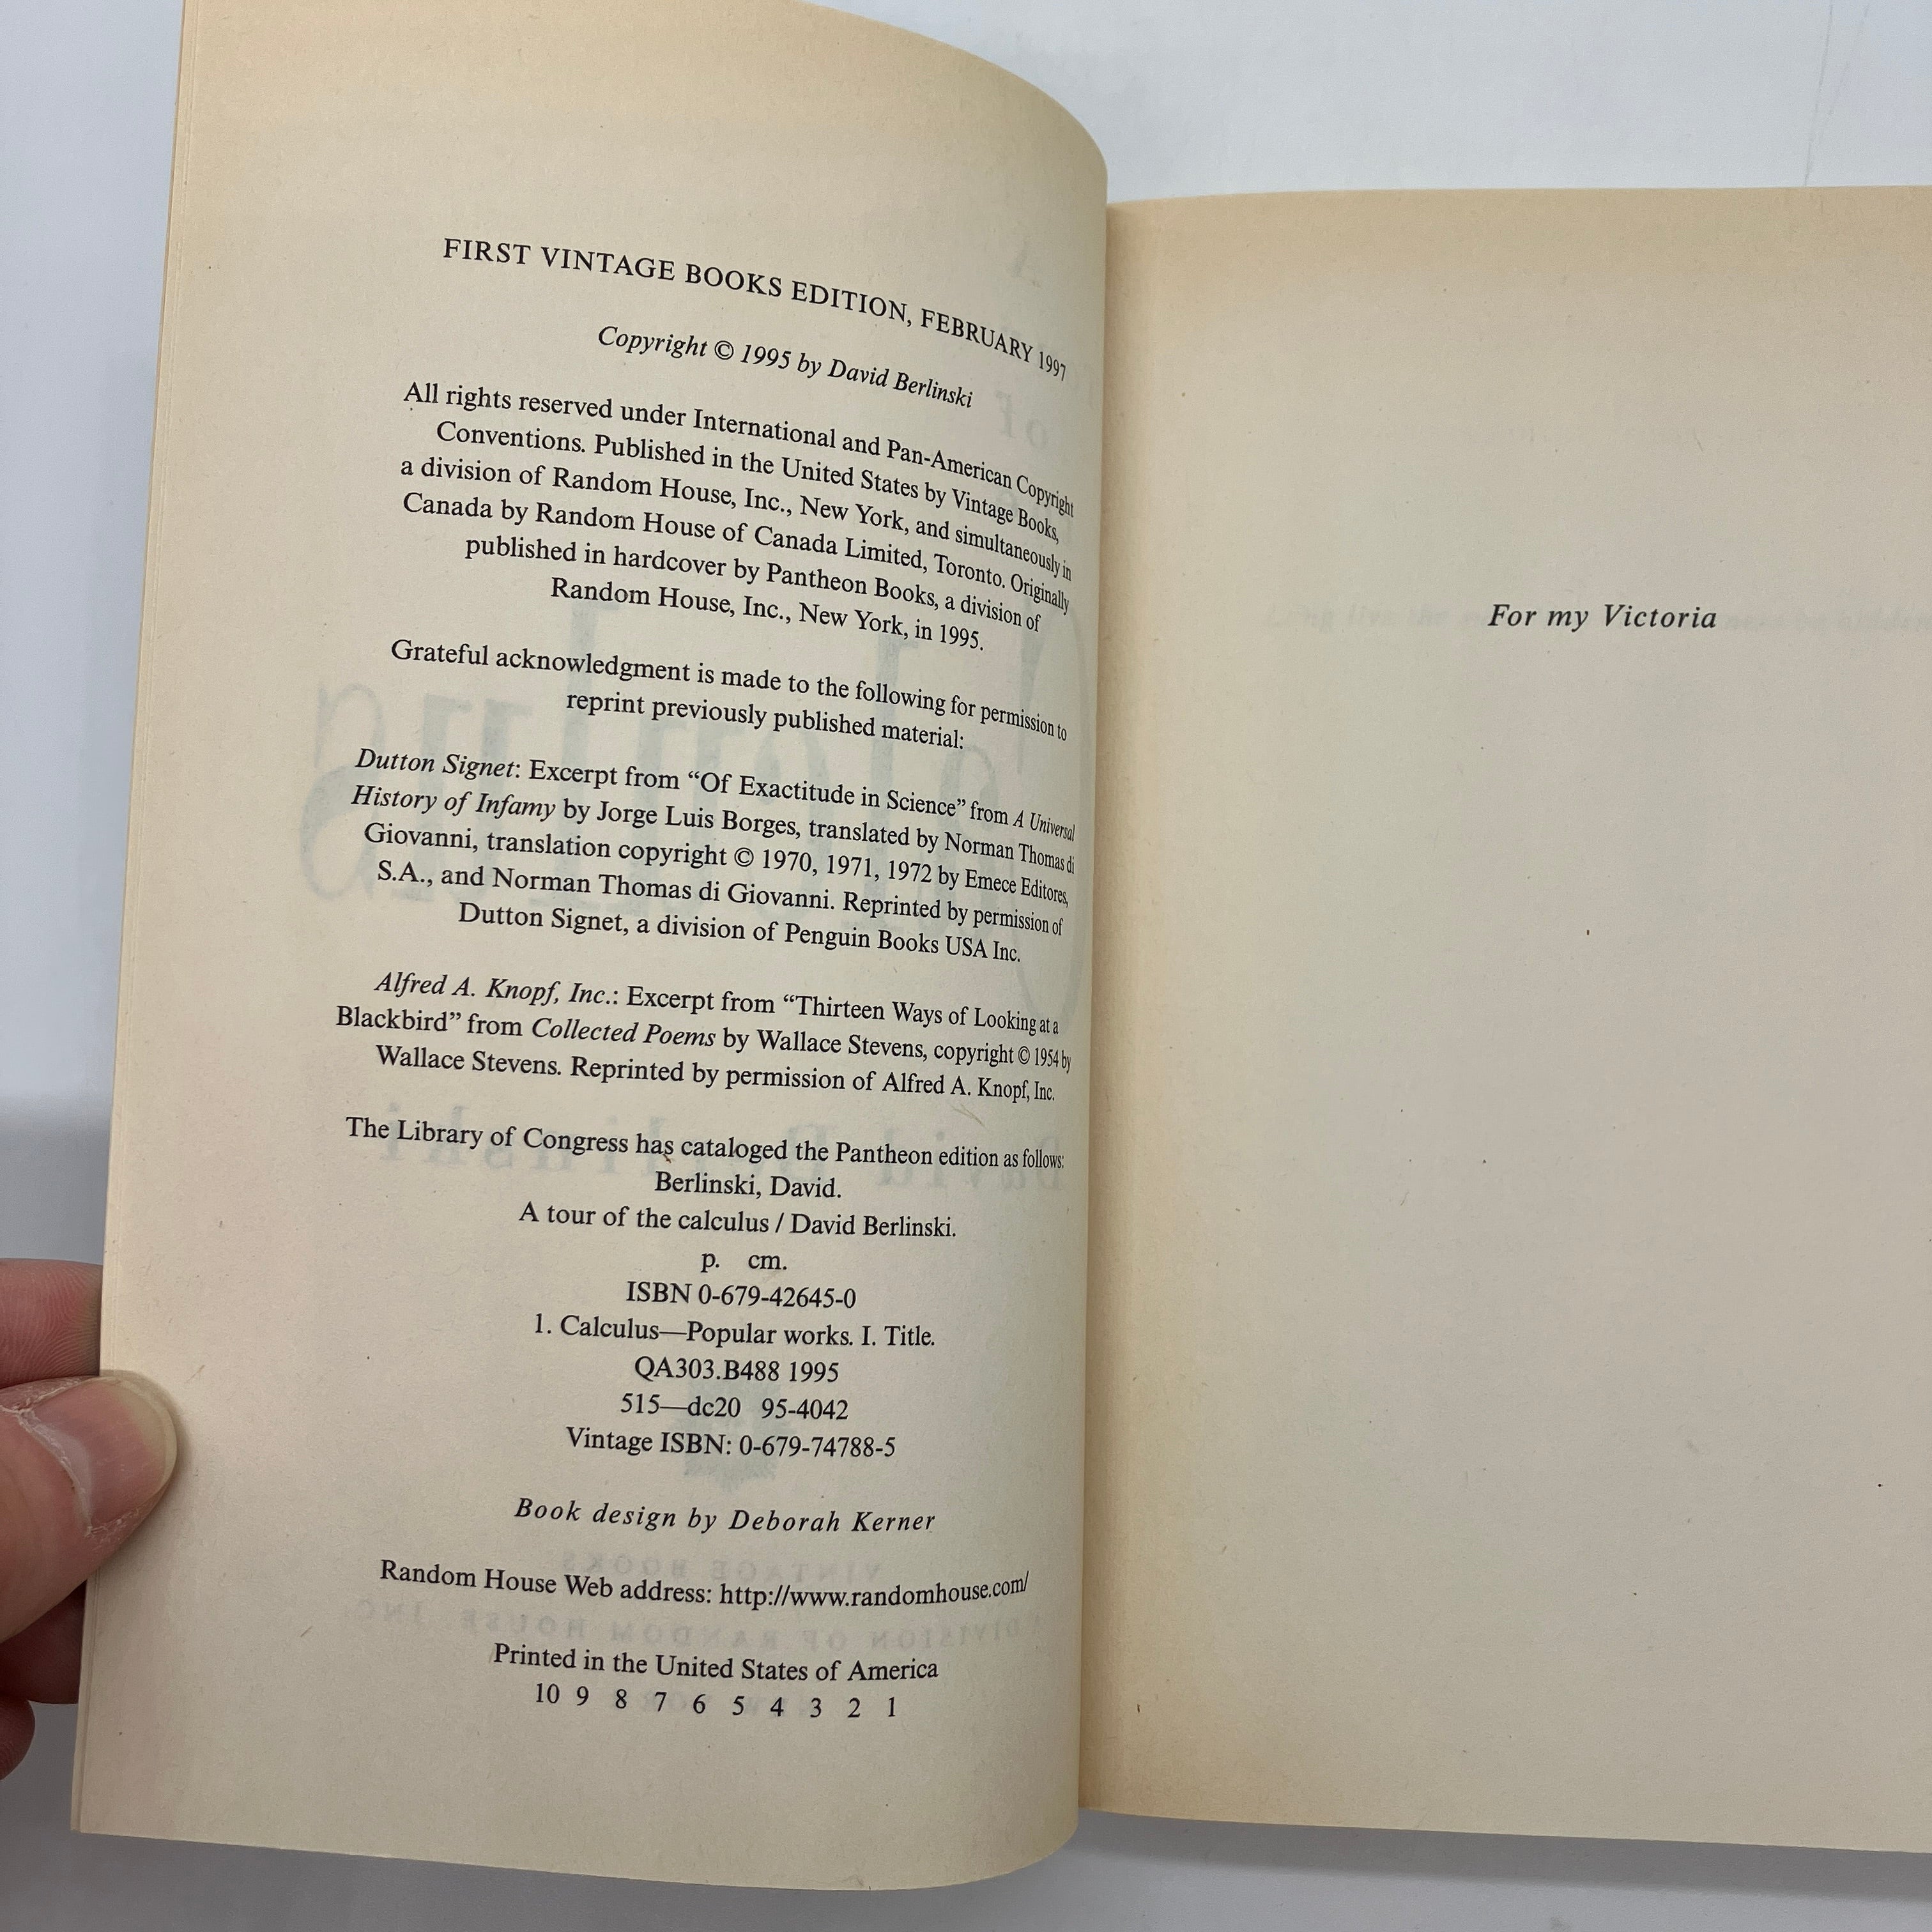 FIRST VINTAGE BOOKS EDITION, FEBRUARY 1997
Copyright © 1995 by David Berlinski
All rights reserved under International and Pan-American Copyright
Conventions. Published in the United States by Vintage Books,
a division of Random House, Inc., New York, and simultaneously in
Canada by Random House of Canada Limited, Toronto. Originally
published in hardcover by Pantheon Books, a division of
Random House, Inc., New York, in 1995.
Grateful acknowledgment is made to the following for permission to
reprint previously published material:
Dutton Signet: Excerpt from “Of Exactitude in Science” from A Universal
History of Infamy by Jorge Luis Borges, translated by Norman Thomas di
Giovanni, translation copyright © 1970, 1971, 1972 by Emece Editores,
S.A., and Norman Thomas di Giovanni. Reprinted by permission of
Dutton Signet, a division of Penguin Books USA Inc.
Alfred A. Knopf, Inc.: Excerpt from “Thirteen Ways of Looking at a
Blackbird” from Collected Poems by Wallace Stevens, copyright © 1954 by
Wallace Stevens. Reprinted by permission of Alfred A. Knopf, Inc.
The Library of Congress has cataloged the Pantheon edition as follows:
Berlinski, David.
A tour of the calculus / David Berlinski.
p. cm.
ISBN 0-679-42645-0
1. Calculus—Popular works. I. Title.
QA303.B488 1995
515—dc20 95-4042
Vintage ISBN: 0-679-74788-5
Book design by Deborah Kerner
Random House Web address: http://www.randomhouse.com/
Printed in the United States of America
10 9 8 7 6 5 4 3 2 1
For my Victoria